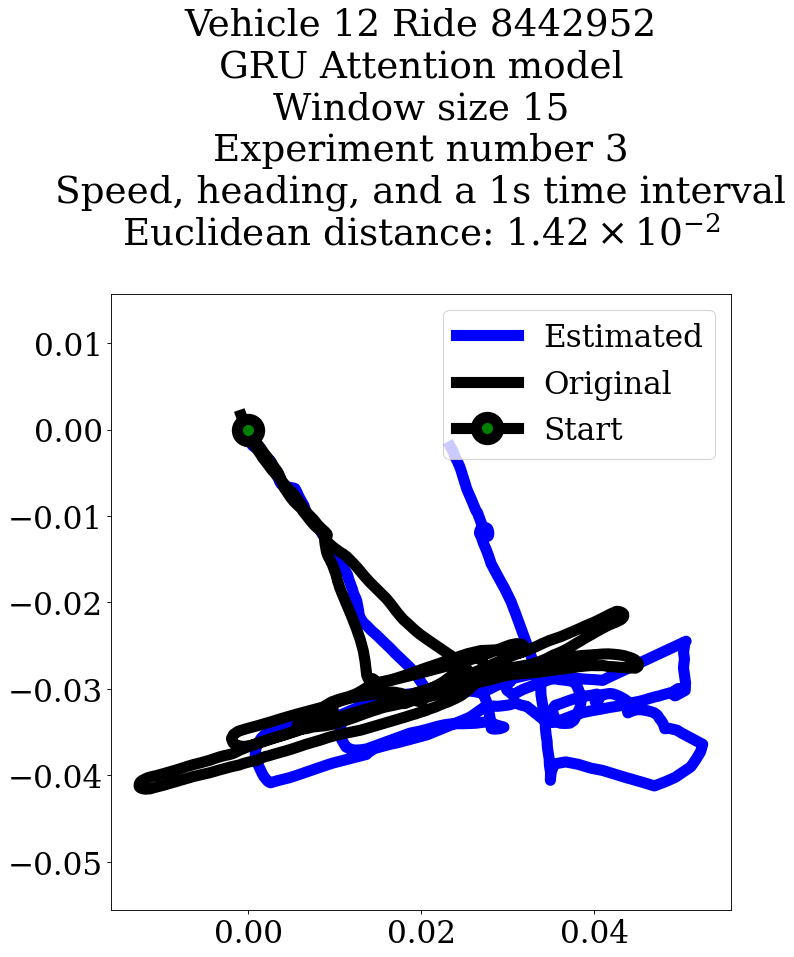 Vehicle 12 Ride 8442952
GRU Attention model
Window size 15
Experiment number 3
Speed, heading, and a 1s time interval
Euclidean distance: 1.42 × 10⁻²
Estimated
Original
Start
0.01
0.00
−0.01
−0.02
−0.03
−0.04
−0.05
0.00 0.02 0.04